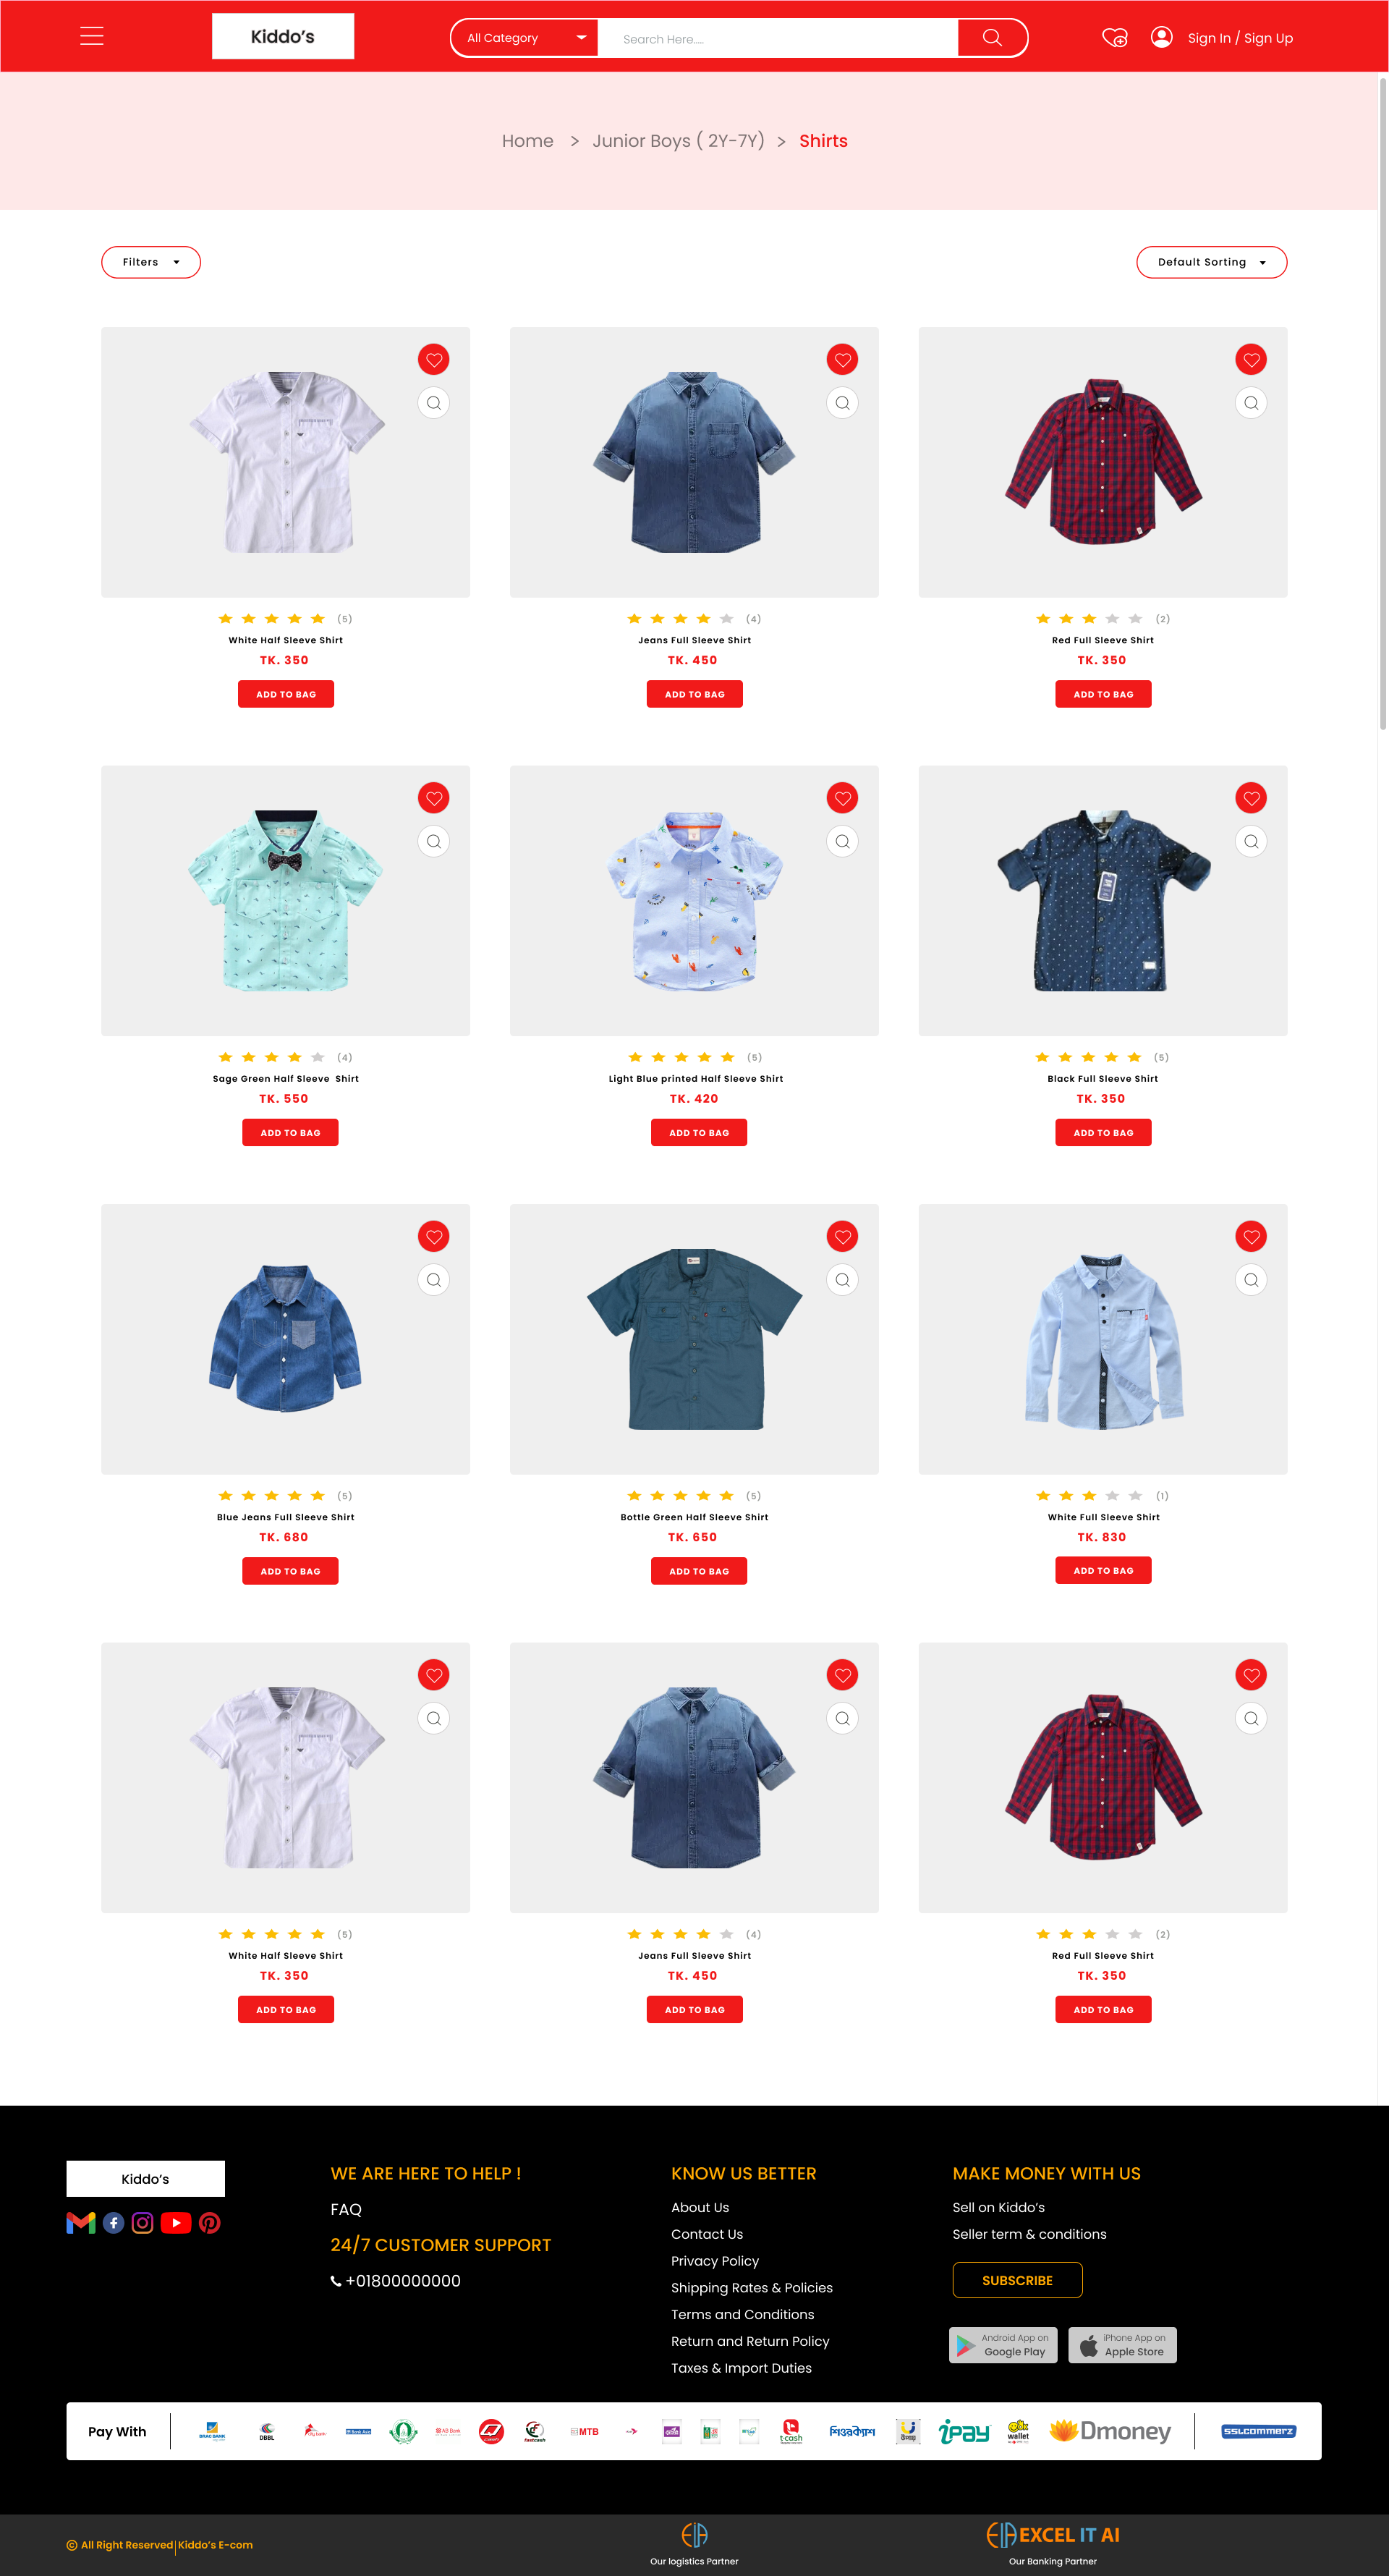 Kiddo's
All Category
Search Here.....
Sign In / Sign Up
Home > Junior Boys ( 2Y-7Y) > Shirts
Filters
Default Sorting
(5)
White Half Sleeve Shirt
TK. 350
ADD TO BAG
(4)
Jeans Full Sleeve Shirt
TK. 450
ADD TO BAG
(2)
Red Full Sleeve Shirt
TK. 350
ADD TO BAG
(4)
Sage Green Half Sleeve Shirt
TK. 550
ADD TO BAG
(5)
Light Blue printed Half Sleeve Shirt
TK. 420
ADD TO BAG
(5)
Black Full Sleeve Shirt
TK. 350
ADD TO BAG
(5)
Blue Jeans Full Sleeve Shirt
TK. 680
ADD TO BAG
(5)
Bottle Green Half Sleeve Shirt
TK. 650
ADD TO BAG
(1)
White Full Sleeve Shirt
TK. 830
ADD TO BAG
(5)
White Half Sleeve Shirt
TK. 350
ADD TO BAG
(4)
Jeans Full Sleeve Shirt
TK. 450
ADD TO BAG
(2)
Red Full Sleeve Shirt
TK. 350
ADD TO BAG
Kiddo's
WE ARE HERE TO HELP !
FAQ
24/7 CUSTOMER SUPPORT
+01800000000
KNOW US BETTER
About Us
Contact Us
Privacy Policy
Shipping Rates & Policies
Terms and Conditions
Return and Return Policy
Taxes & Import Duties
MAKE MONEY WITH US
Sell on Kiddo's
Seller term & conditions
SUBSCRIBE
Android App on
Google Play
iPhone App on
Apple Store
Pay With
BRAC BANK
DBBL
Bank Asia
AB Bank
fastcash
MTB
t-cash
শিওরক্যাশ
ipay
wallet
Dmoney
SSLCOMMERZ
© All Right Reserved | Kiddo's E-com
Our logistics Partner
EXCEL IT AI
Our Banking Partner